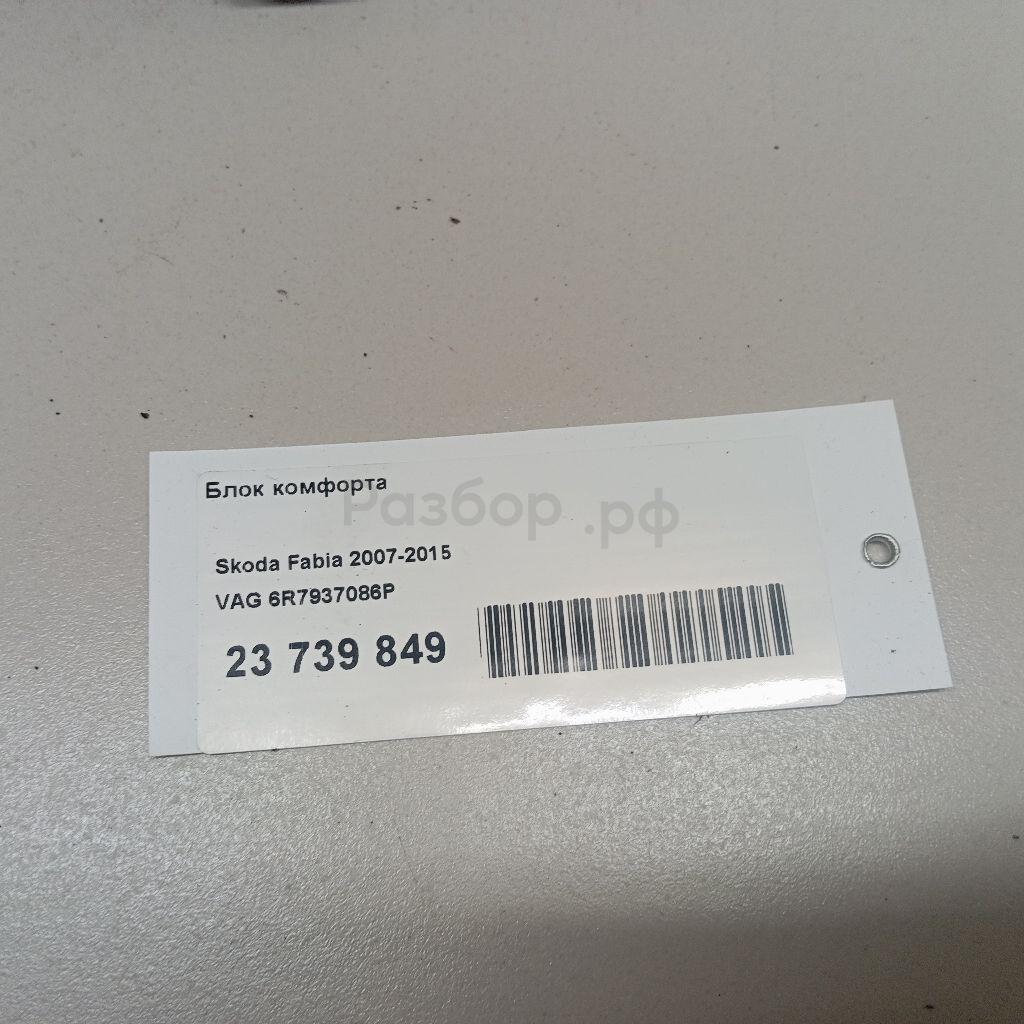 Блок комфорта
Разбор.рф
Skoda Fabia 2007-2015
VAG 6R7937086P
23 739 849